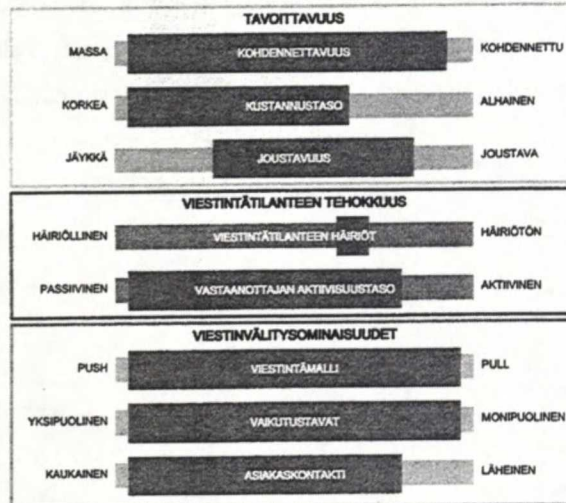 TAVOITTAVUUS
MASSA KOHDENNETTAVUUS KOHDENNETTU
KORKEA KUSTANNUSTASO ALHAINEN
JÄYKKÄ JOUSTAVUUS JOUSTAVA
VIESTINTÄTILANTEEN TEHOKKUUS
HÄIRIÖLLINEN VIESTINTÄTILANTEEN HÄIRIÖT HÄIRIÖTÖN
PASSIIVINEN VASTAANOTTAJAN AKTIIVISUUSTASO AKTIIVINEN
VIESTINVÄLITYSOMINAISUUDET
PUSH VIESTINTÄMALLI PULL
YKSIPUOLINEN VAIKUTUSTAVAT MONIPUOLINEN
KAUKAINEN ASIAKASKONTAKTI LÄHEINEN